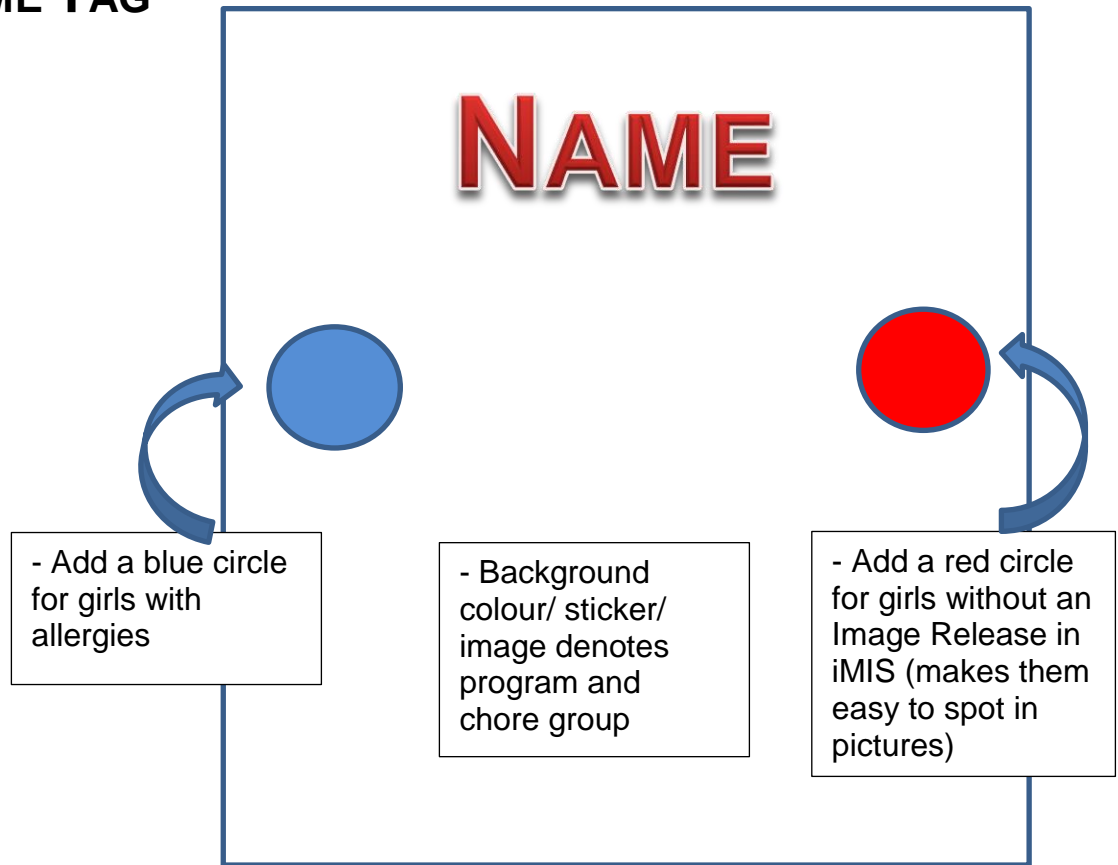 ME TAG
NAME
- Add a blue circle
for girls with
allergies
- Background
colour/ sticker/
image denotes
program and
chore group
- Add a red circle
for girls without an
Image Release in
iMIS (makes them
easy to spot in
pictures)